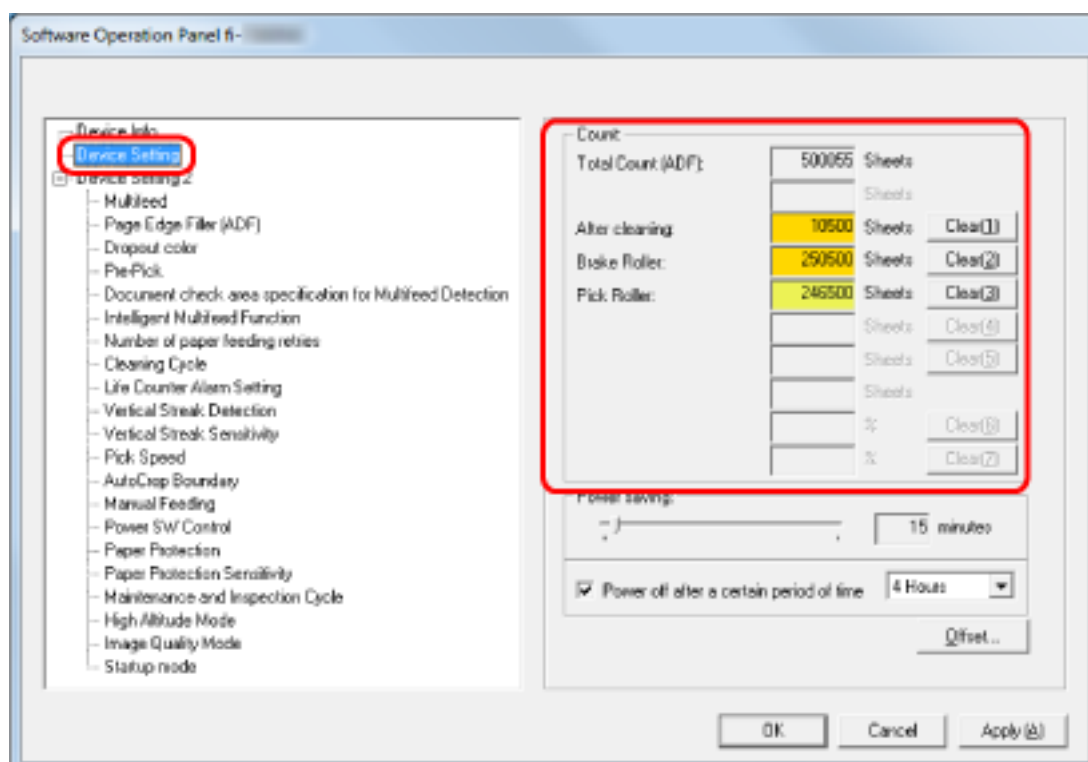 Software Operation Panel fi-
Device Info
Device Setting
Device Setting 2
Multifeed
Page Edge Filler (ADF)
Dropout color
Pre-Pick
Document check area specification for Multifeed Detection
Intelligent Multifeed Function
Number of paper feeding retries
Cleaning Cycle
Life Counter Alarm Setting
Vertical Streak Detection
Vertical Streak Sensitivity
Pick Speed
AutoCrop Boundary
Manual Feeding
Power SW Control
Paper Protection
Paper Protection Sensitivity
Maintenance and Inspection Cycle
High Altitude Mode
Image Quality Mode
Startup mode
Count
Total Count (ADF): 500055 Sheets
Sheets
After cleaning: 10500 Sheets Clear(1)
Brake Roller: 250500 Sheets Clear(2)
Pick Roller: 246500 Sheets Clear(3)
Sheets Clear(4)
Sheets Clear(5)
Sheets
% Clear(6)
% Clear(7)
Power saving:
15 minutes
Power off after a certain period of time 4 Hours
Offset...
OK Cancel Apply (A)